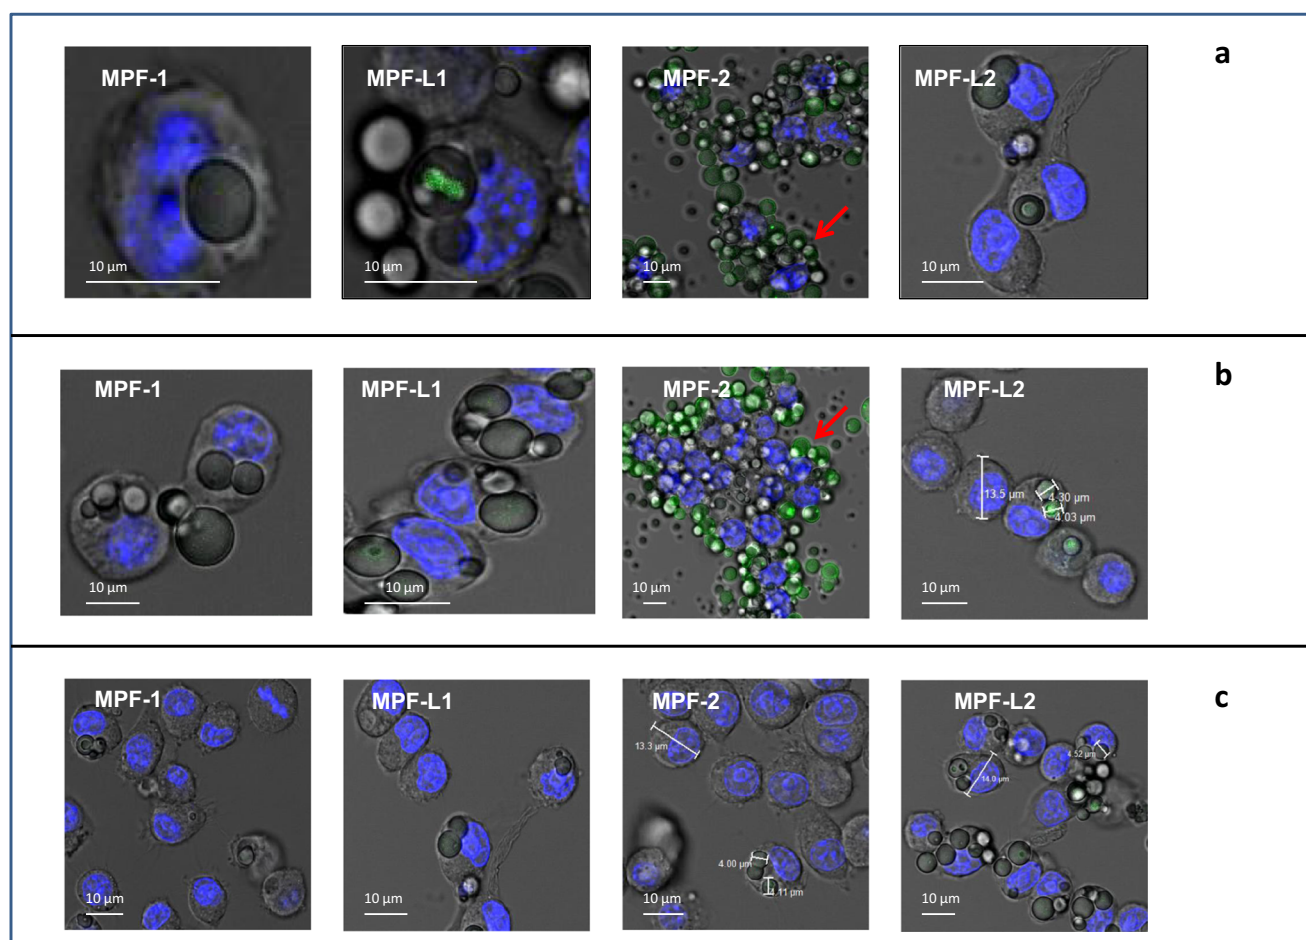 MPF-1
MPF-L1
MPF-2
MPF-L2
a
10 µm
10 µm
10 µm
10 µm
MPF-1
MPF-L1
MPF-2
MPF-L2
b
13.5 µm
4.30 µm
4.03 µm
10 µm
10 µm
10 µm
10 µm
MPF-1
MPF-L1
MPF-2
MPF-L2
c
13.3 µm
4.52 µm
14.0 µm
4.00 µm
4.11 µm
10 µm
10 µm
10 µm
10 µm